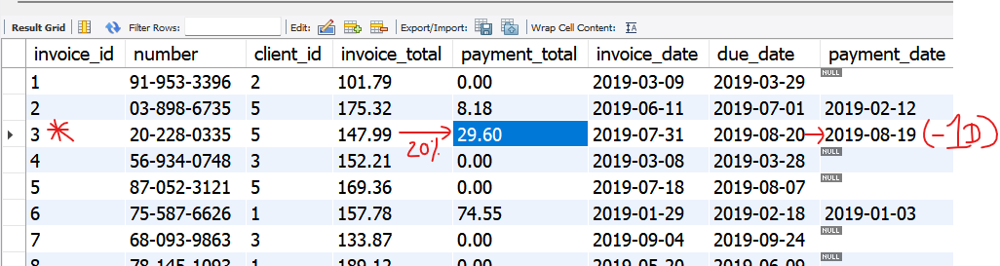 Result Grid Filter Rows: Edit: Export/Import: Wrap Cell Content: IA
invoice_id number client_id invoice_total payment_total invoice_date due_date payment_date
1 91-953-3396 2 101.79 0.00 2019-03-09 2019-03-29 NULL
2 03-898-6735 5 175.32 8.18 2019-06-11 2019-07-01 2019-02-12
3 20-228-0335 5 147.99 29.60 2019-07-31 2019-08-20 2019-08-19 (-1D)
20%
4 56-934-0748 3 152.21 0.00 2019-03-08 2019-03-28 NULL
5 87-052-3121 5 169.36 0.00 2019-07-18 2019-08-07 NULL
6 75-587-6626 1 157.78 74.55 2019-01-29 2019-02-18 2019-01-03
7 68-093-9863 3 133.87 0.00 2019-09-04 2019-09-24 NULL
8 78-145-1093 1 189.12 0.00 2019-05-20 2019-06-09 NULL